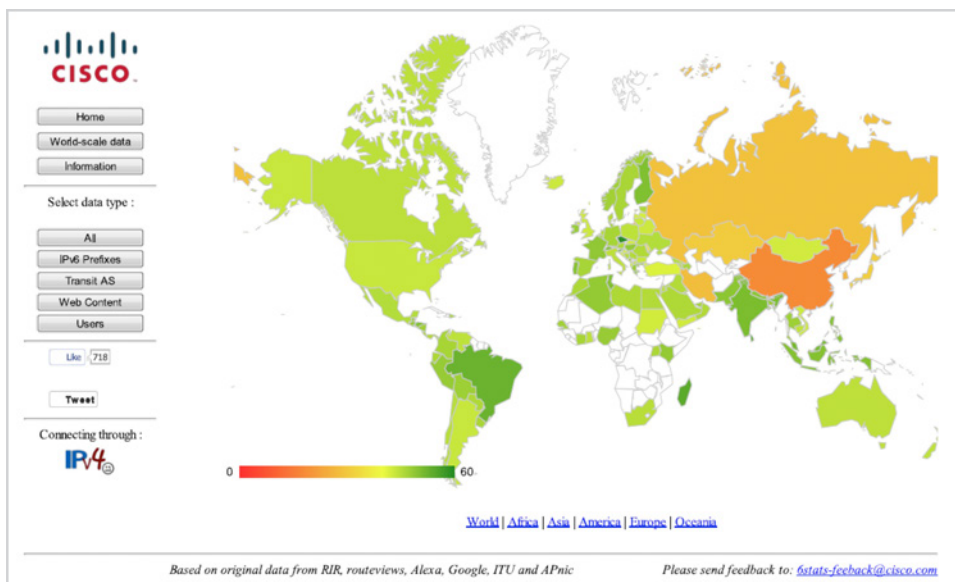 CISCO
Home
World-scale data
Information
Select data type :
All
IPv6 Prefixes
Transit AS
Web Content
Users
Like 718
Tweet
Connecting through :
IPv4
0
60
World | Africa | Asia | America | Europe | Oceania
Based on original data from RIR, routeviews, Alexa, Google, ITU and APnic
Please send feedback to: 6stats-feeback@cisco.com